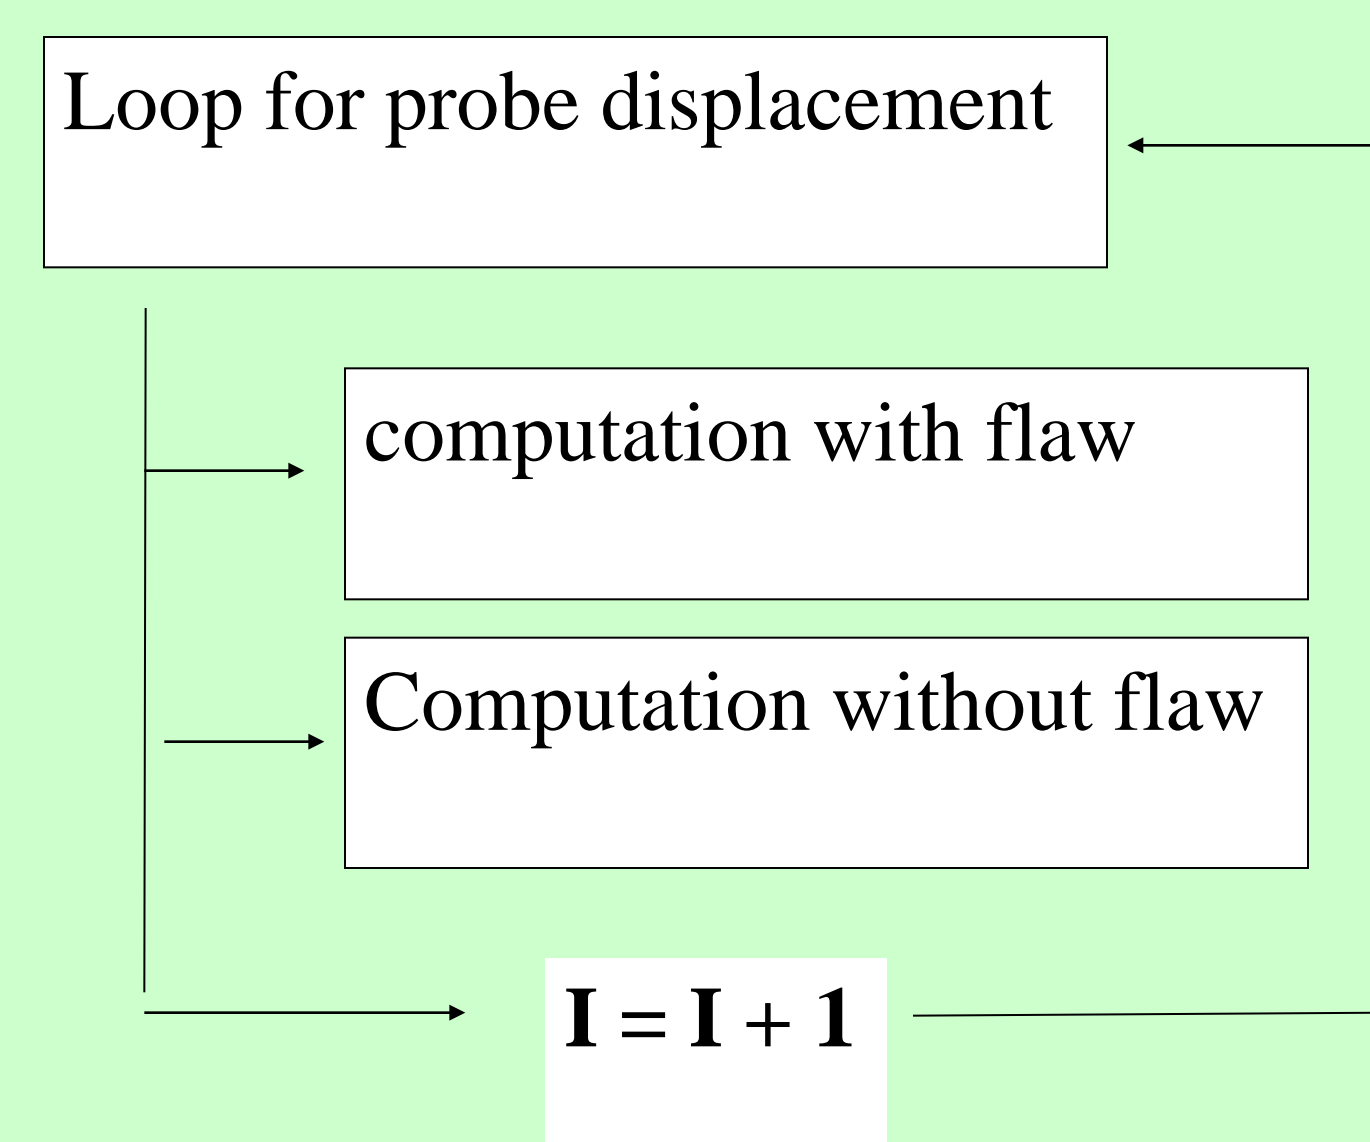 Loop for probe displacement
computation with flaw
Computation without flaw
I = I + 1